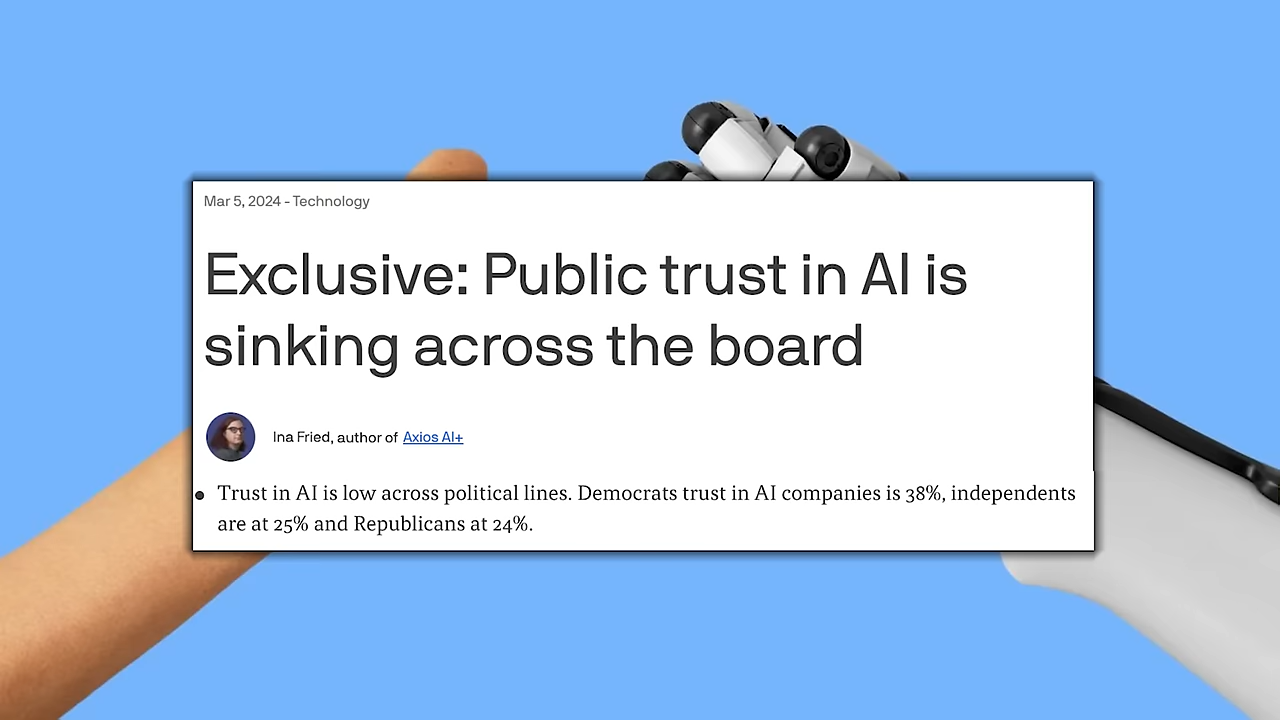 Mar 5, 2024 - Technology
Exclusive: Public trust in AI is
sinking across the board
Ina Fried, author of Axios AI+
• Trust in AI is low across political lines. Democrats trust in AI companies is 38%, independents
are at 25% and Republicans at 24%.